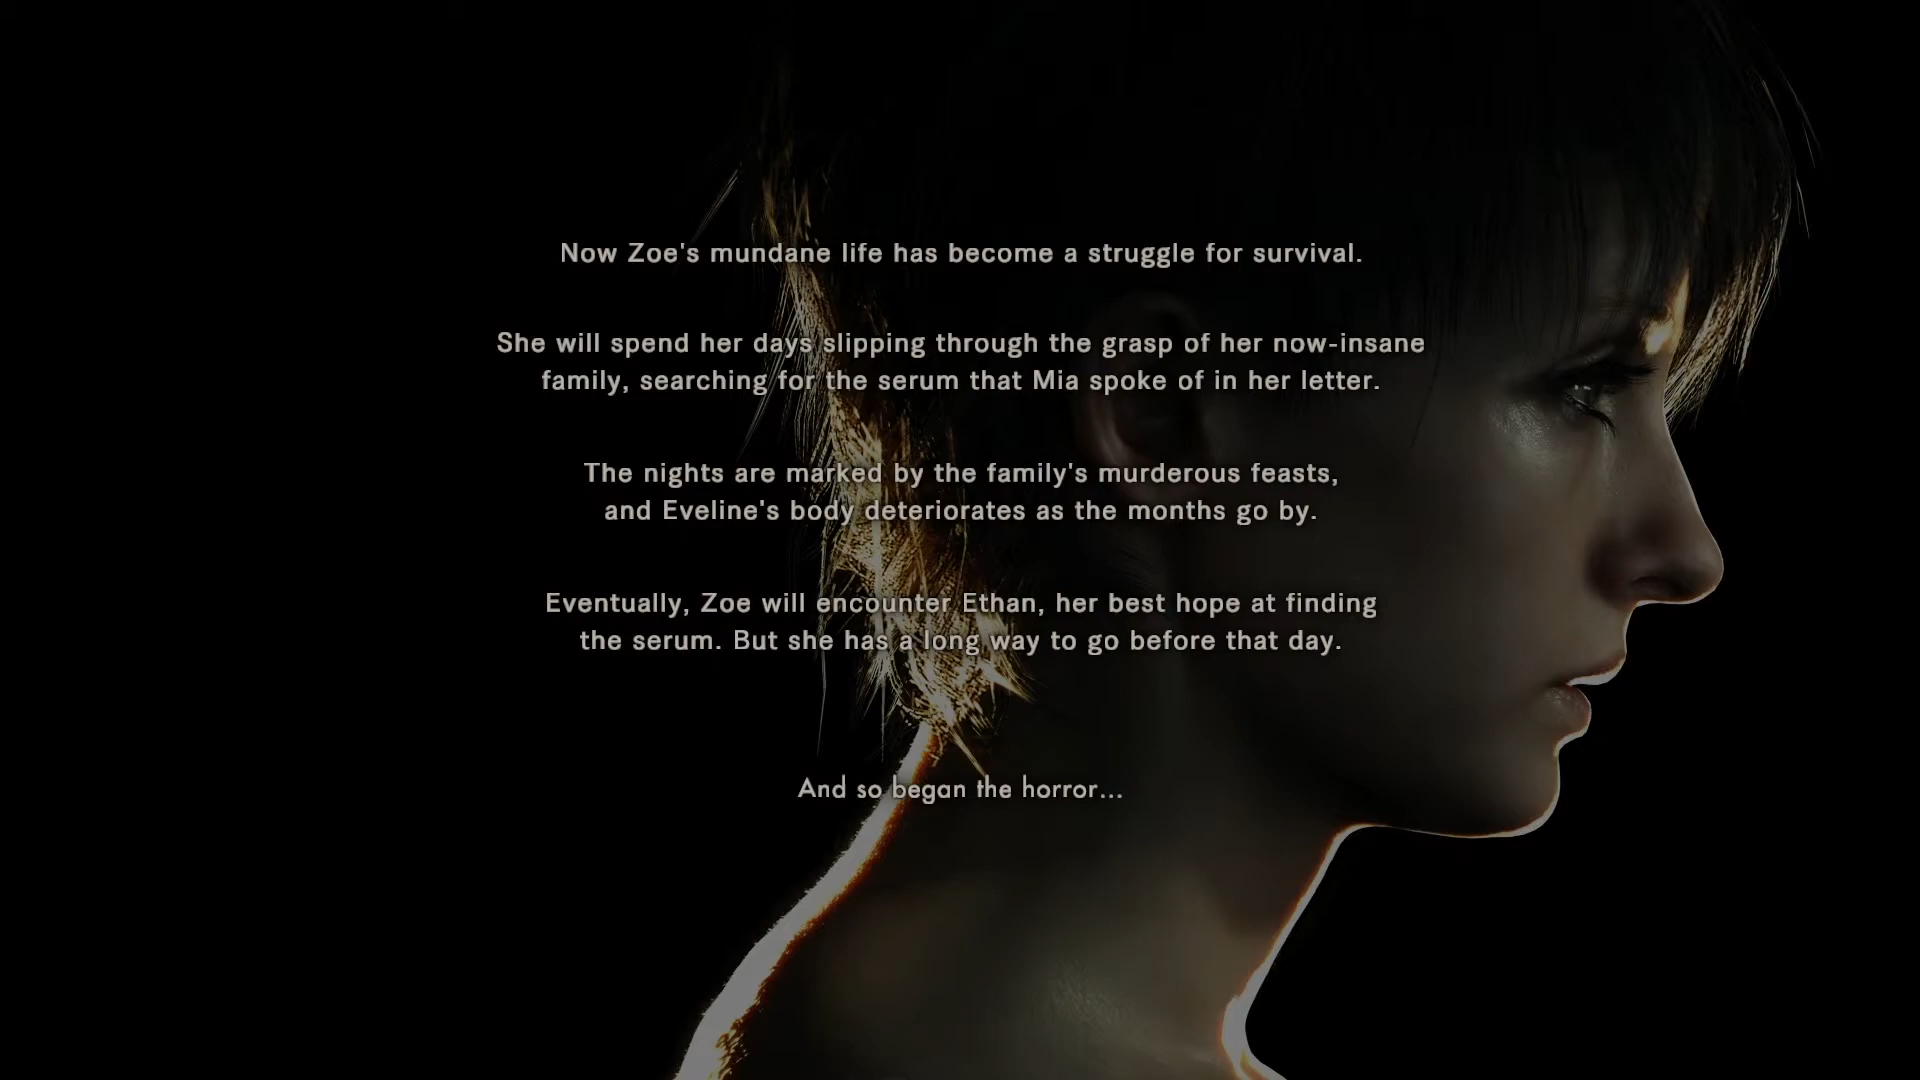 Now Zoe's mundane life has become a struggle for survival.
She will spend her days slipping through the grasp of her now-insane
family, searching for the serum that Mia spoke of in her letter.
The nights are marked by the family's murderous feasts,
and Eveline's body deteriorates as the months go by.
Eventually, Zoe will encounter Ethan, her best hope at finding
the serum. But she has a long way to go before that day.
And so began the horror...